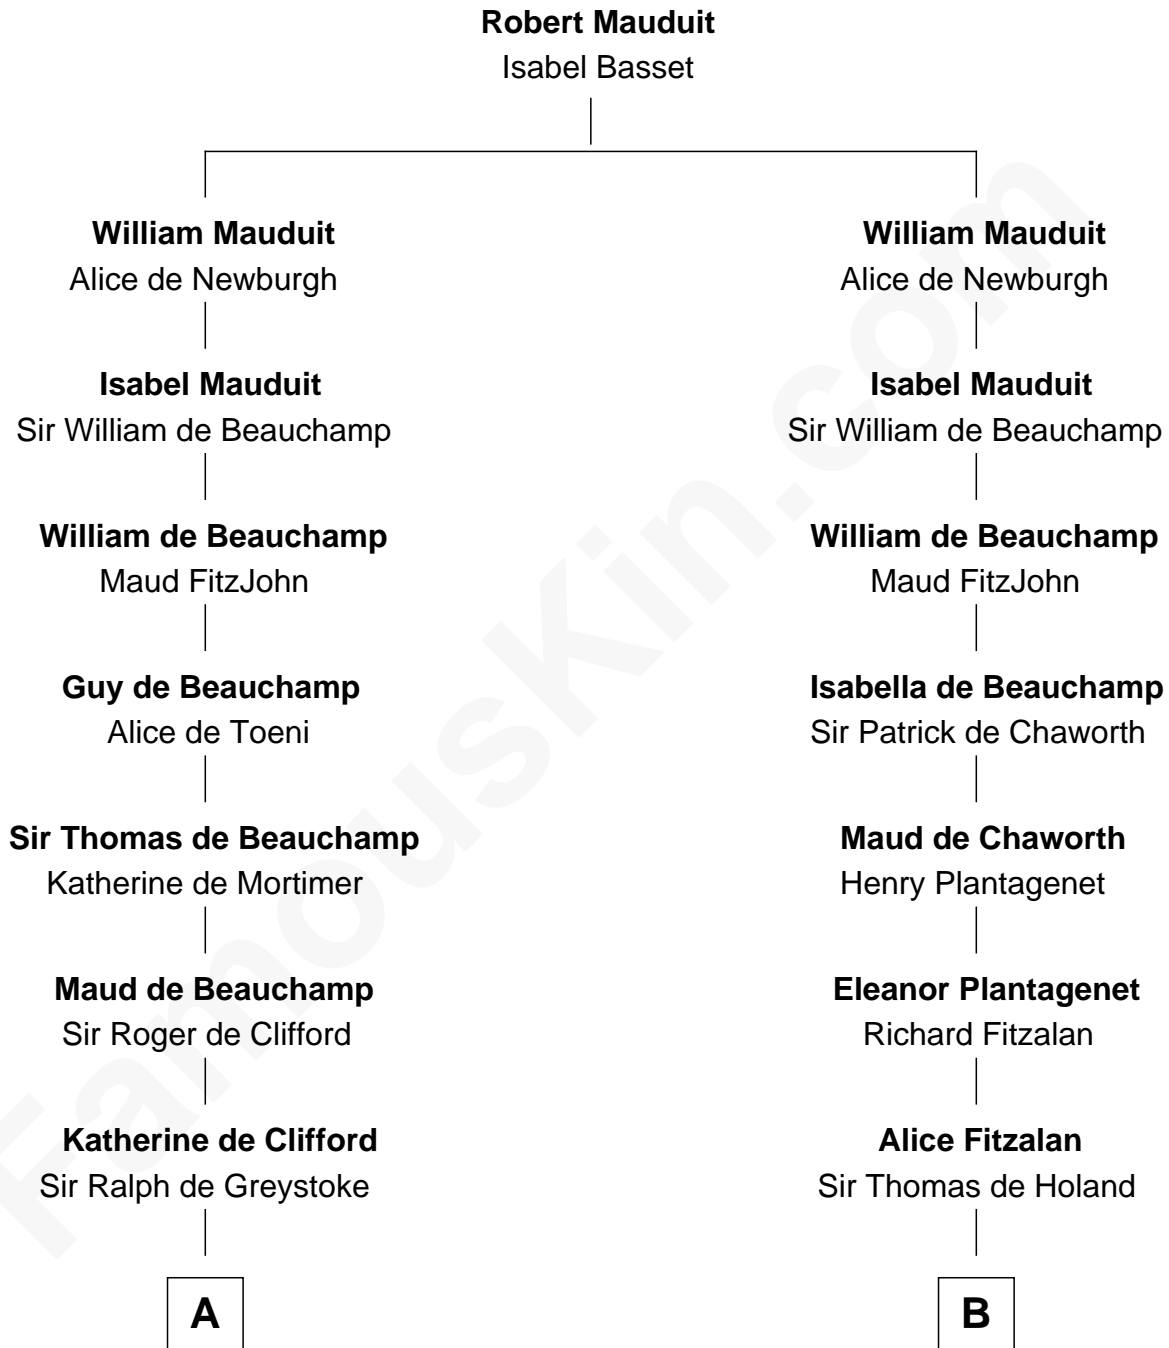 Robert Mauduit
Isabel Basset
William Mauduit
Alice de Newburgh
Isabel Mauduit
Sir William de Beauchamp
William de Beauchamp
Maud FitzJohn
Guy de Beauchamp
Alice de Toeni
Sir Thomas de Beauchamp
Katherine de Mortimer
Maud de Beauchamp
Sir Roger de Clifford
Katherine de Clifford
Sir Ralph de Greystoke
A
William Mauduit
Alice de Newburgh
Isabel Mauduit
Sir William de Beauchamp
William de Beauchamp
Maud FitzJohn
Isabella de Beauchamp
Sir Patrick de Chaworth
Maud de Chaworth
Henry Plantagenet
Eleanor Plantagenet
Richard Fitzalan
Alice Fitzalan
Sir Thomas de Holand
B
FamousKin.com